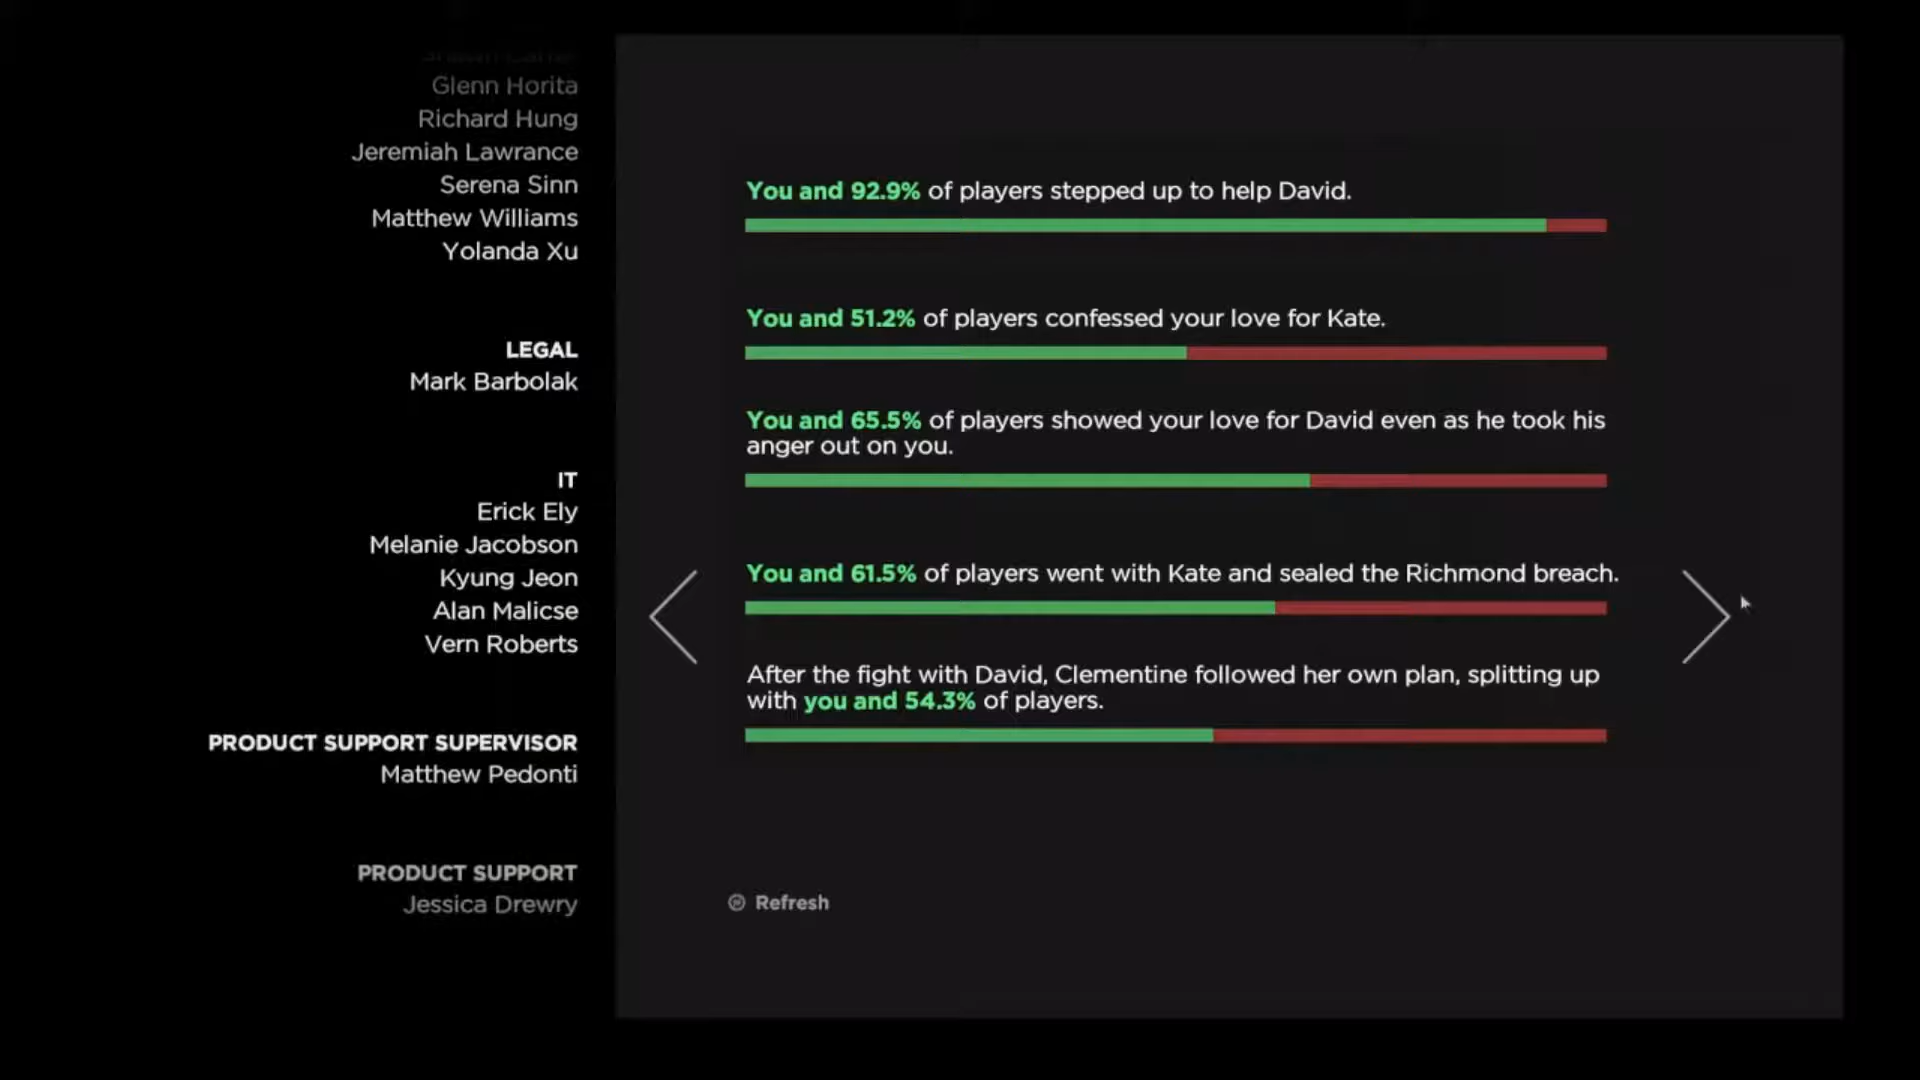 Glenn Horita
Richard Hung
Jeremiah Lawrance
Serena Sinn
Matthew Williams
Yolanda Xu
LEGAL
Mark Barbolak
IT
Erick Ely
Melanie Jacobson
Kyung Jeon
Alan Malicse
Vern Roberts
PRODUCT SUPPORT SUPERVISOR
Matthew Pedonti
PRODUCT SUPPORT
Jessica Drewry
You and 92.9% of players stepped up to help David.
You and 51.2% of players confessed your love for Kate.
You and 65.5% of players showed your love for David even as he took his
anger out on you.
You and 61.5% of players went with Kate and sealed the Richmond breach.
After the fight with David, Clementine followed her own plan, splitting up
with you and 54.3% of players.
Refresh